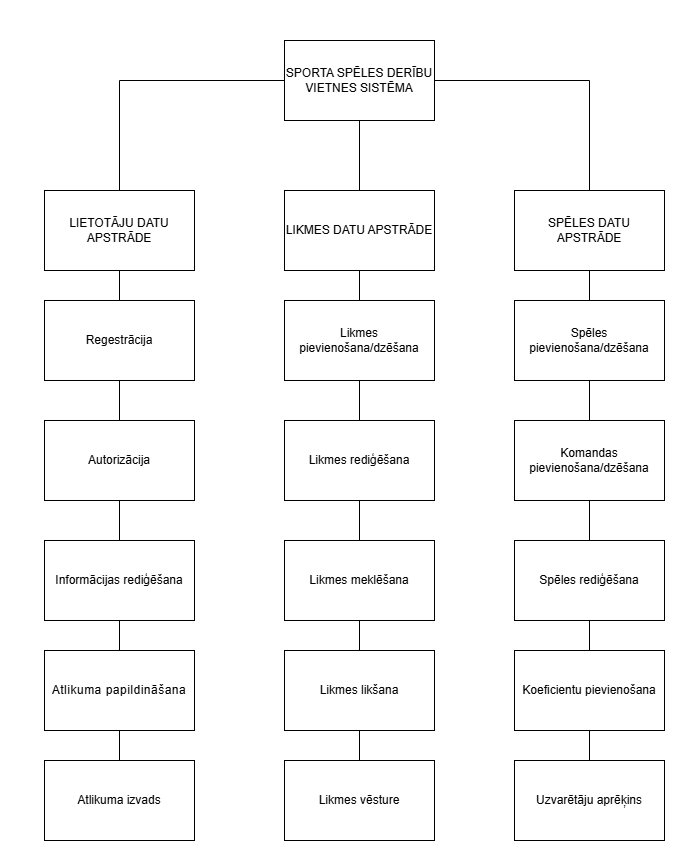 SPORTA SPĒLES DERĪBU
VIETNES SISTĒMA
LIETOTĀJU DATU
APSTRĀDE
LIKMES DATU APSTRĀDE
SPĒLES DATU
APSTRĀDE
Regestrācija
Likmes
pievienošana/dzēšana
Spēles
pievienošana/dzēšana
Autorizācija
Likmes rediģēšana
Komandas
pievienošana/dzēšana
Informācijas rediģēšana
Likmes meklēšana
Spēles rediģēšana
Atlikuma papildināšana
Likmes likšana
Koeficientu pievienošana
Atlikuma izvads
Likmes vēsture
Uzvarētāju aprēķins